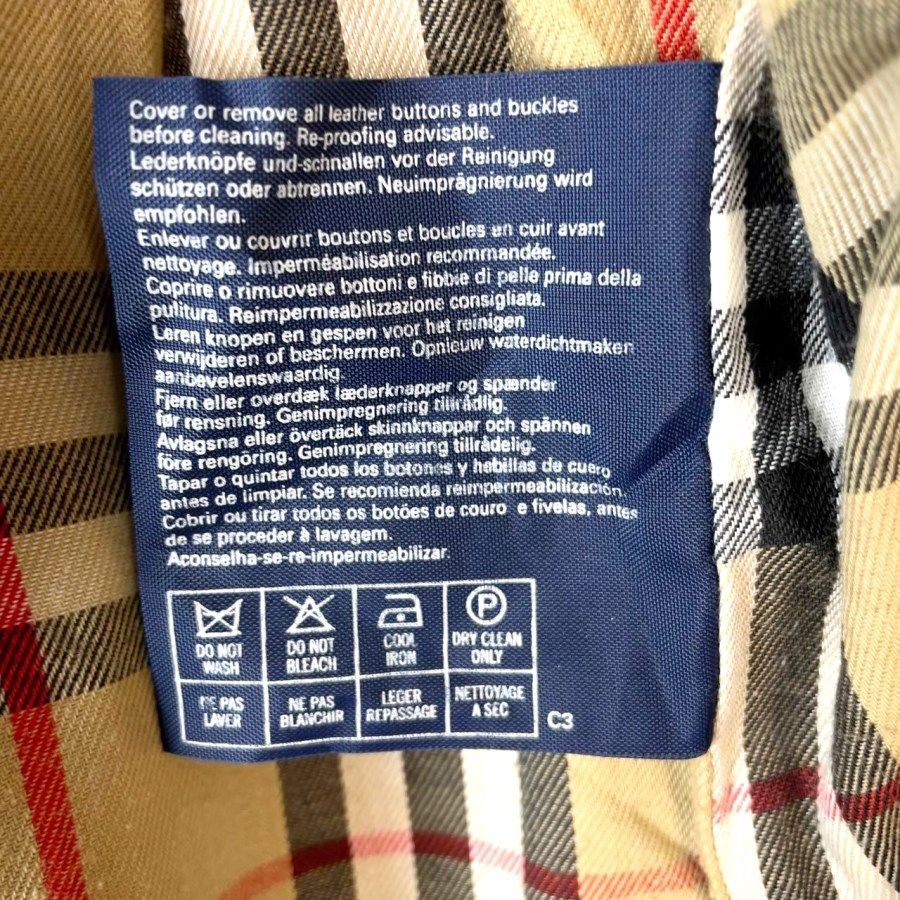 Cover or remove all leather buttons and buckles
before cleaning. Re-proofing advisable.
Lederknöpfe und-schnallen vor der Reinigung
schützen oder abtrennen. Neuimprägnierung wird
empfohlen.
Enlever ou couvrir boutons et boucles en cuir avant
nettoyage. Imperméabilisation recommandée.
Coprire o rimuovere bottoni e fibbie di pelle prima della
pulitura. Reimpermeabilizzazione consigliata.
Leren knopen en gespen voor het reinigen
verwijderen of beschermen. Opnieuw waterdichtmaken
aanbevelenswaardig
Fjern eller overdæk læderknapper og spænder
før rensning. Genimpregnering tilrådlig.
Avlagsna eller övertäck skinnknappar och spännen
före rengöring. Genimpregnering tillrådelig.
Tapar o quintar todos los botones y hebillas de cuero
antes de limpiar. Se recomienda reimpermeabilización.
Cobrir ou tirar todos os botões de couro e fivelas, antes
de se proceder à lavagem.
Aconselha-se-re-impermeabilizar.
P
DO NOT WASH
DO NOT BLEACH
COOL IRON
DRY CLEAN ONLY
NE PAS LAVER
NE PAS BLANCHIR
LEGER REPASSAGE
NETTOYAGE A SEC
C3